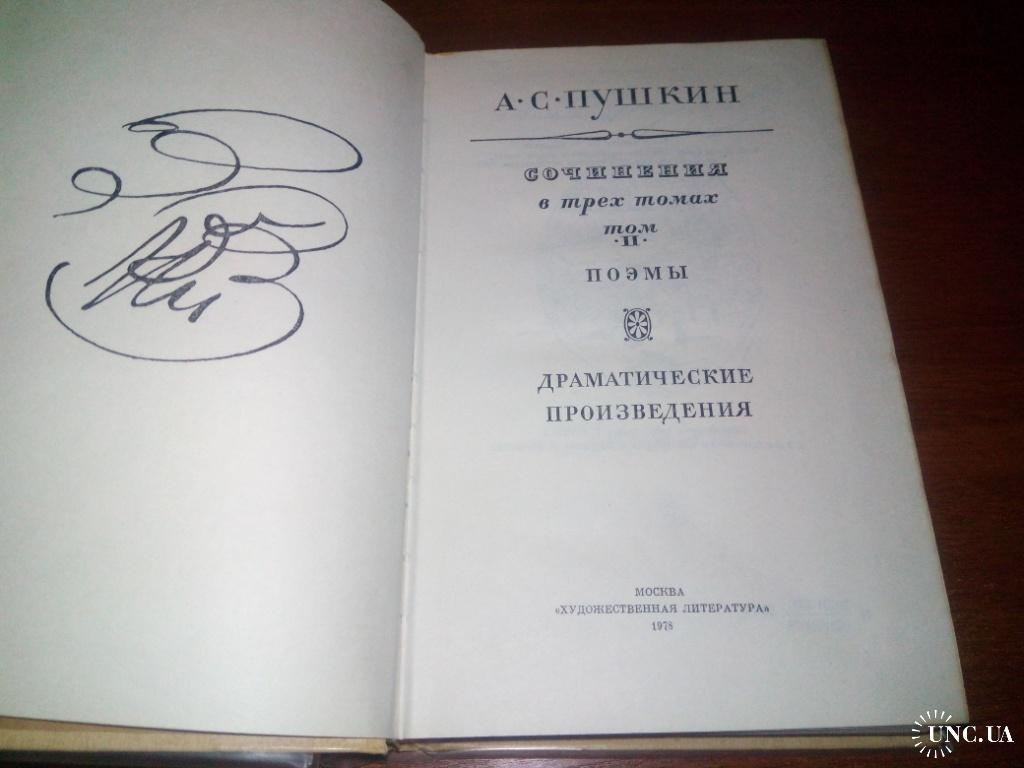 А·С·ПУШКИН
СОЧИНЕНИЯ
в трех томах
том
·II·
ПОЭМЫ
ДРАМАТИЧЕСКИЕ
ПРОИЗВЕДЕНИЯ
МОСКВА
«ХУДОЖЕСТВЕННАЯ ЛИТЕРАТУРА»
1978
UNC.UA